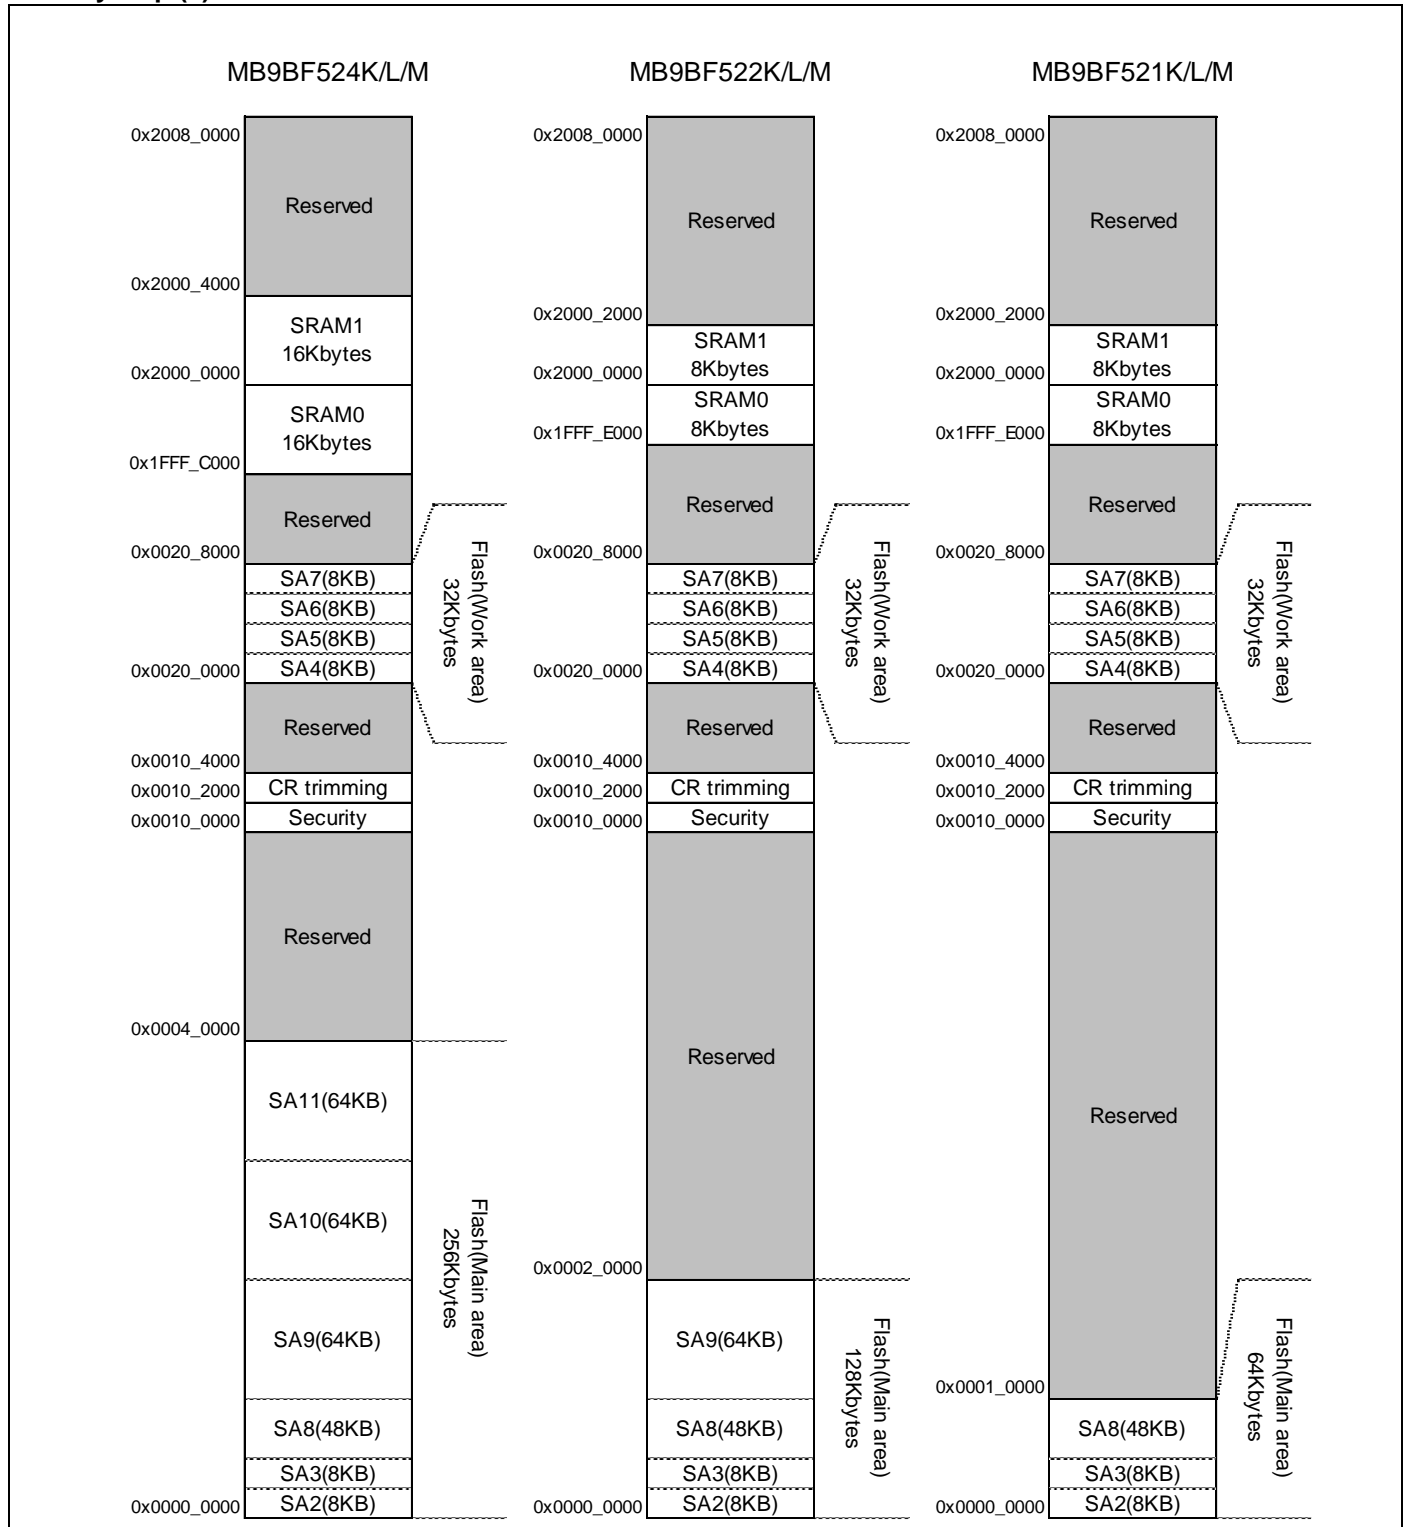 MB9BF524K/L/M
0x2008_0000
Reserved
0x2000_4000
SRAM1
16Kbytes
0x2000_0000
SRAM0
16Kbytes
0x1FFF_C000
Reserved
0x0020_8000
SA7(8KB)
SA6(8KB)
SA5(8KB)
0x0020_0000
SA4(8KB)
Flash(Work area)
32Kbytes
Reserved
0x0010_4000
0x0010_2000
CR trimming
0x0010_0000
Security
Reserved
0x0004_0000
SA11(64KB)
SA10(64KB)
SA9(64KB)
SA8(48KB)
SA3(8KB)
0x0000_0000
SA2(8KB)
Flash(Main area)
256Kbytes
MB9BF522K/L/M
0x2008_0000
Reserved
0x2000_2000
SRAM1
8Kbytes
0x2000_0000
SRAM0
8Kbytes
0x1FFF_E000
Reserved
0x0020_8000
SA7(8KB)
SA6(8KB)
SA5(8KB)
0x0020_0000
SA4(8KB)
Flash(Work area)
32Kbytes
Reserved
0x0010_4000
0x0010_2000
CR trimming
0x0010_0000
Security
Reserved
0x0002_0000
SA9(64KB)
SA8(48KB)
SA3(8KB)
0x0000_0000
SA2(8KB)
Flash(Main area)
128Kbytes
MB9BF521K/L/M
0x2008_0000
Reserved
0x2000_2000
SRAM1
8Kbytes
0x2000_0000
SRAM0
8Kbytes
0x1FFF_E000
Reserved
0x0020_8000
SA7(8KB)
SA6(8KB)
SA5(8KB)
0x0020_0000
SA4(8KB)
Flash(Work area)
32Kbytes
Reserved
0x0010_4000
0x0010_2000
CR trimming
0x0010_0000
Security
Reserved
0x0001_0000
SA8(48KB)
SA3(8KB)
0x0000_0000
SA2(8KB)
Flash(Main area)
64Kbytes